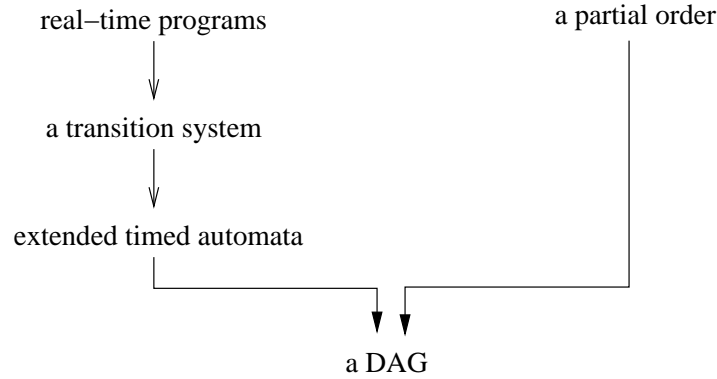 real−time programs
a partial order
a transition system
extended timed automata
a DAG